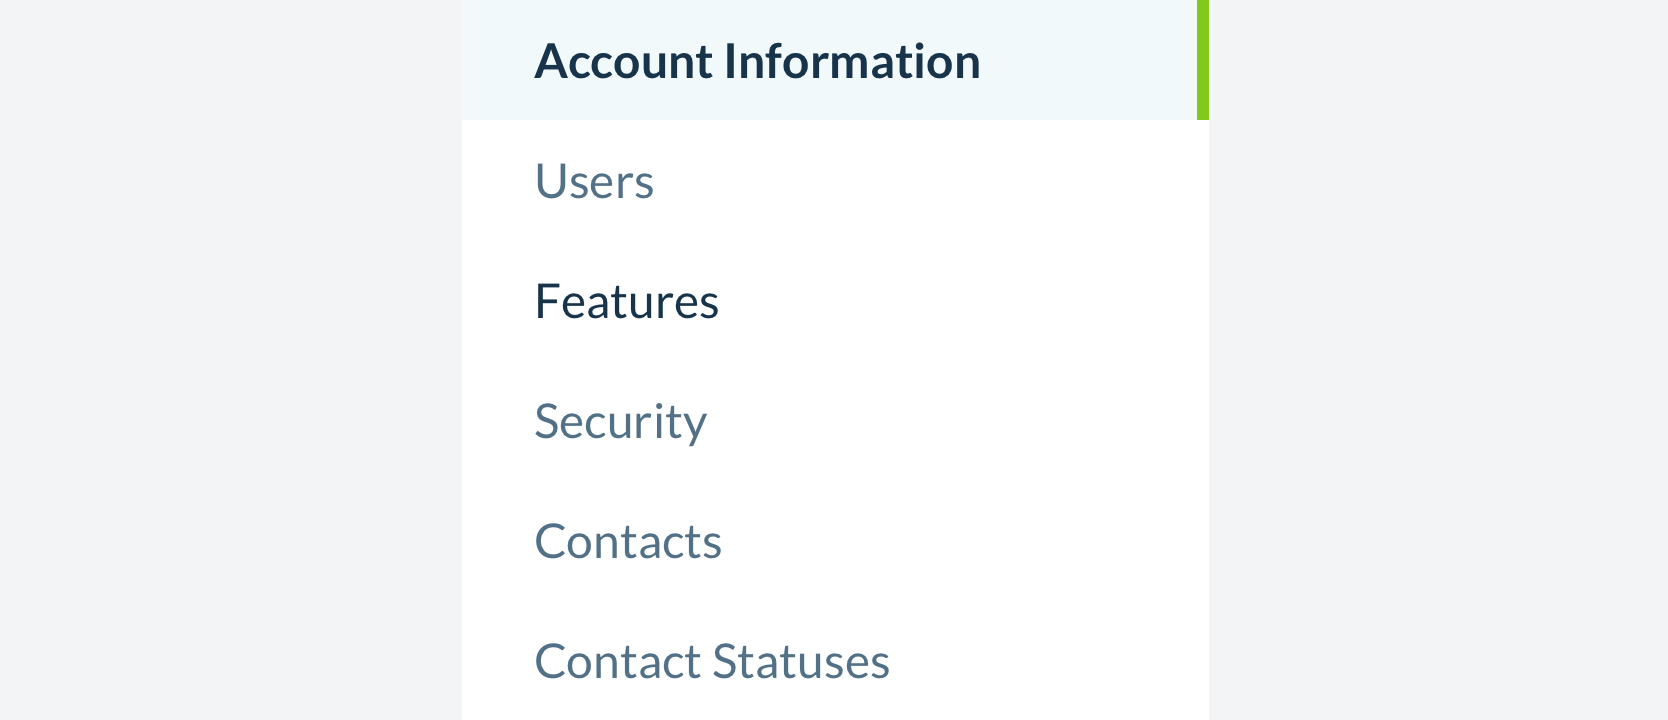 Account Information
Users
Features
Security
Contacts
Contact Statuses